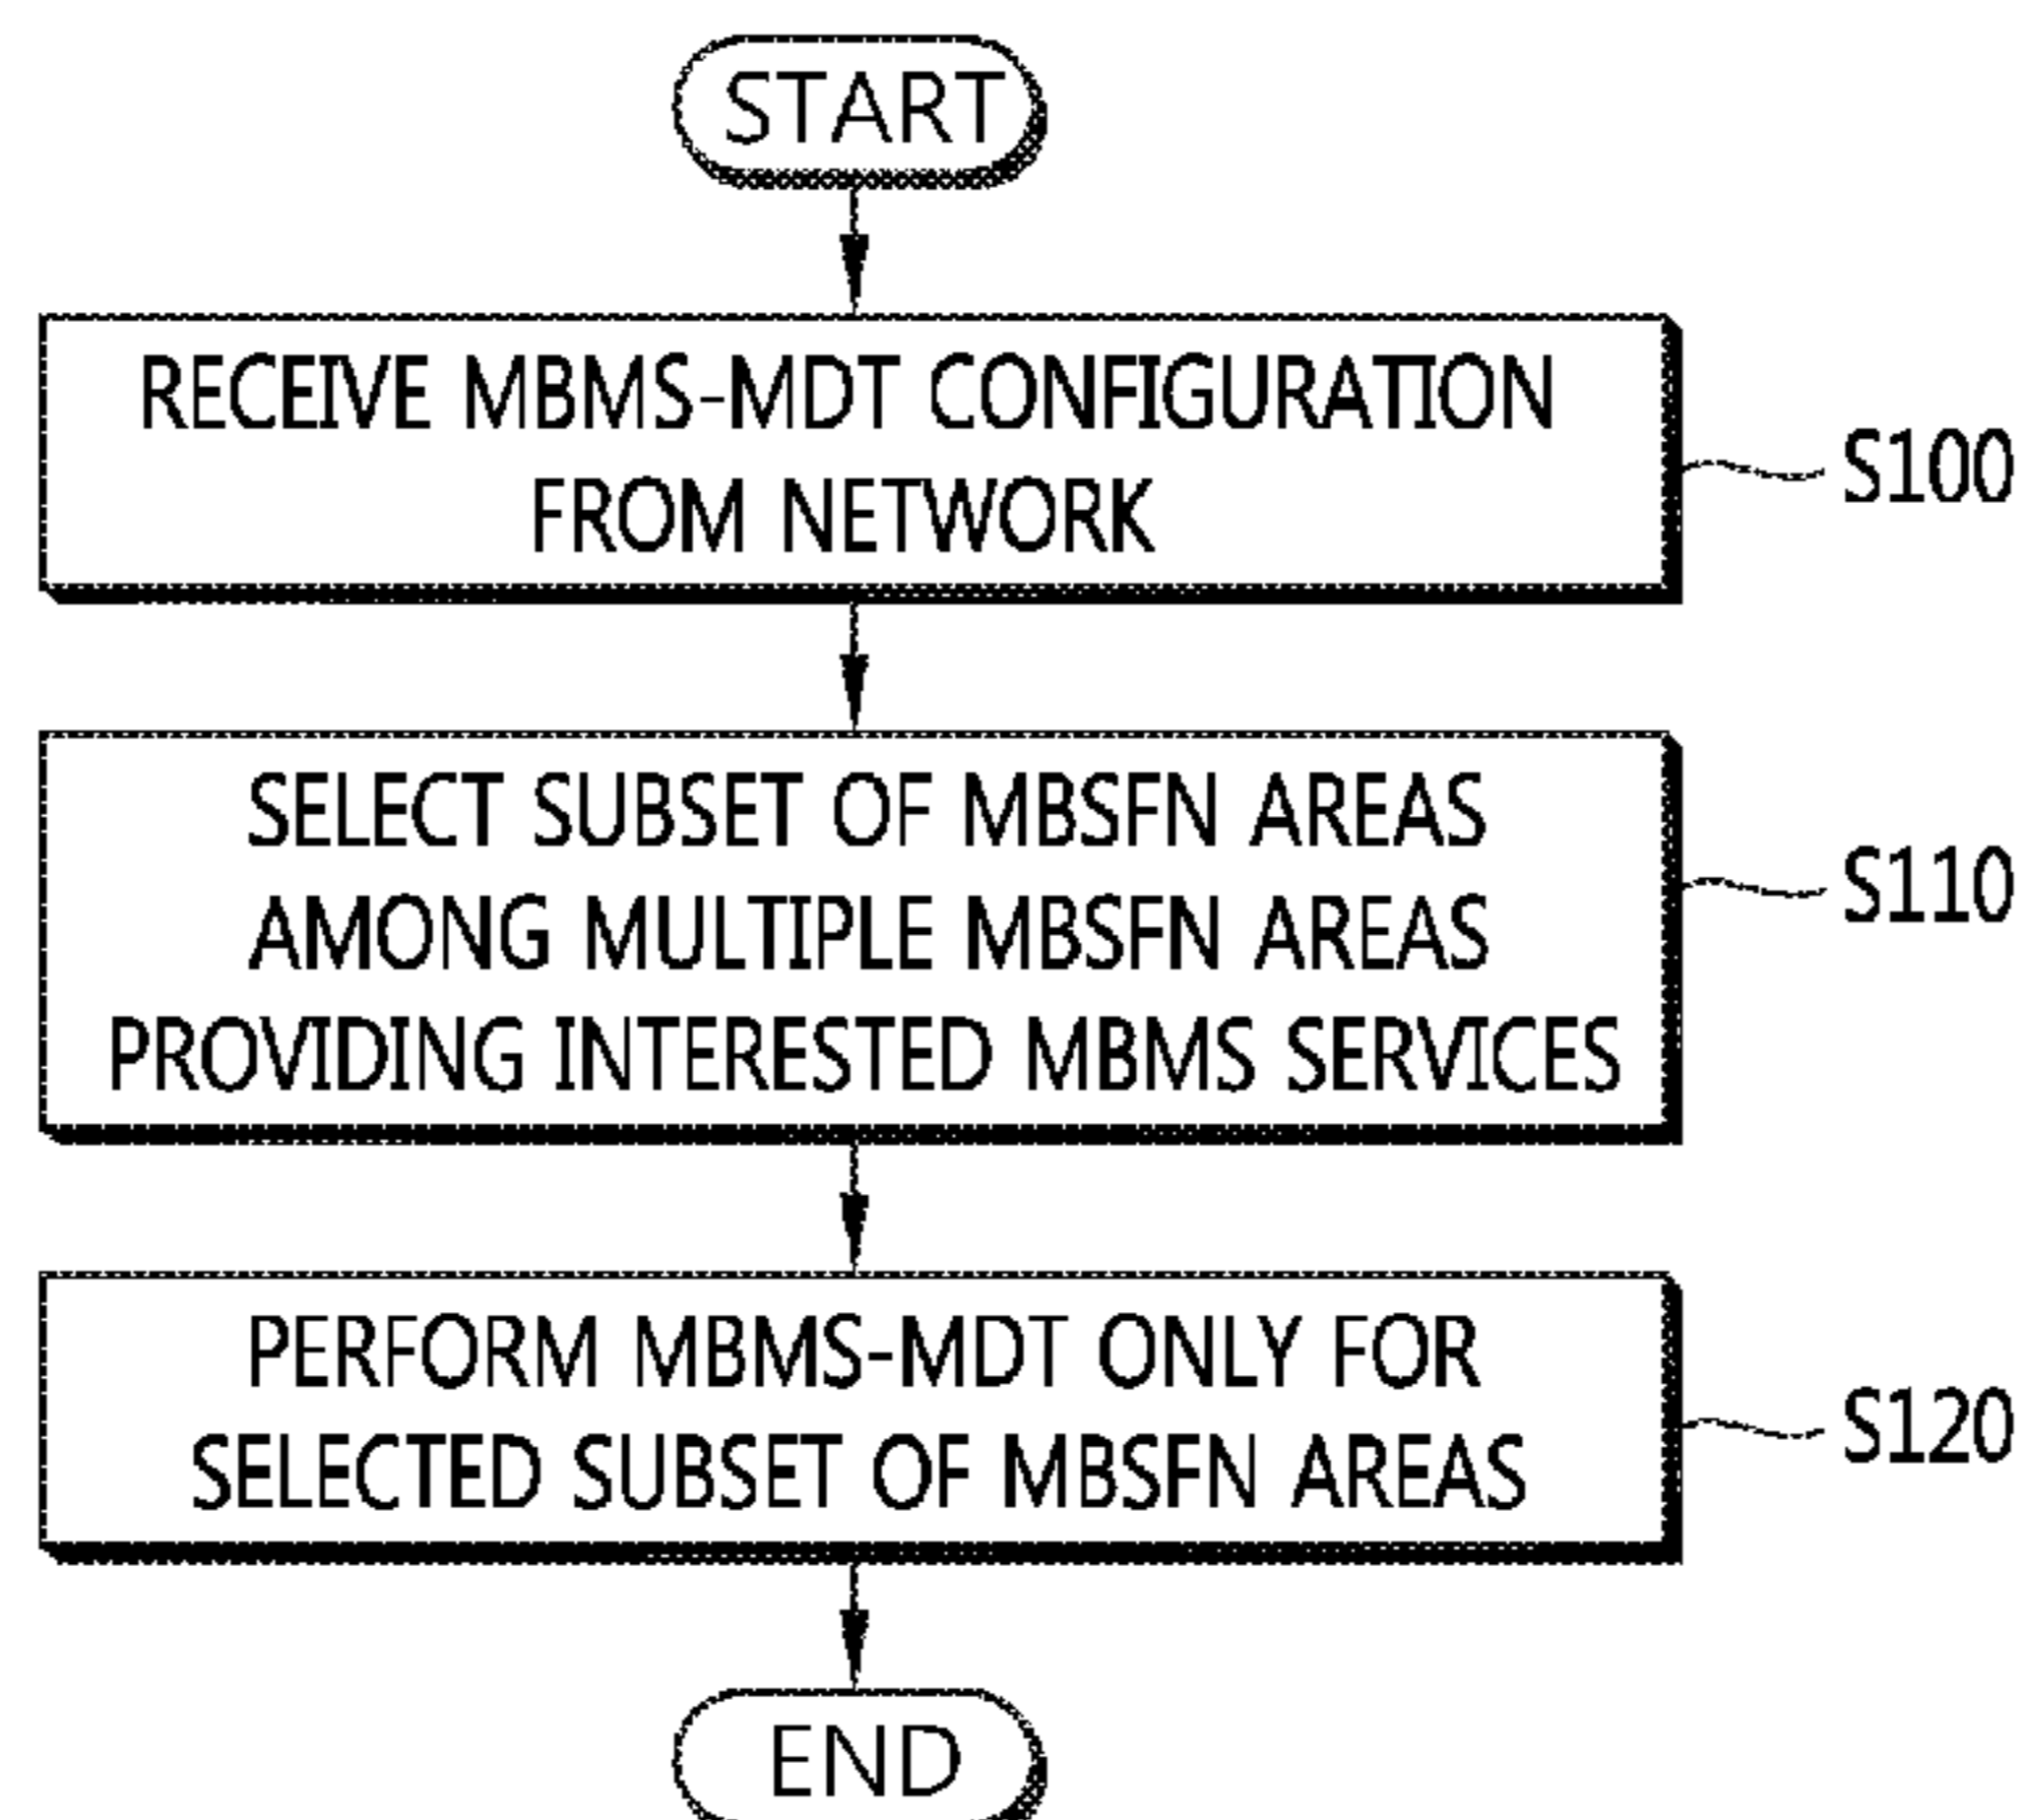 START
RECEIVE MBMS-MDT CONFIGURATION
FROM NETWORK
S100
SELECT SUBSET OF MBSFN AREAS
AMONG MULTIPLE MBSFN AREAS
PROVIDING INTERESTED MBMS SERVICES
S110
PERFORM MBMS-MDT ONLY FOR
SELECTED SUBSET OF MBSFN AREAS
S120
END